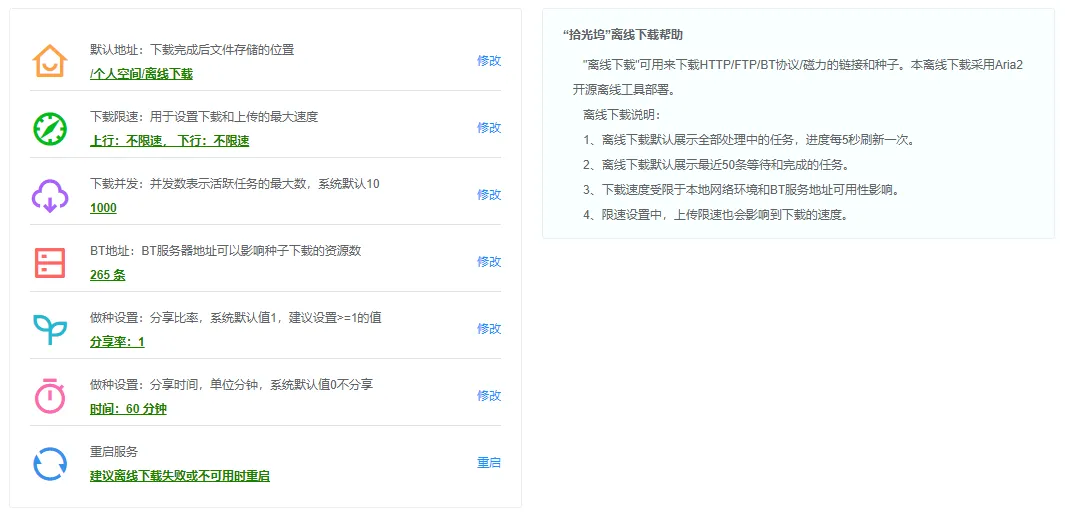 默认地址：下载完成后文件存储的位置
/个人空间/离线下载
修改
下载限速：用于设置下载和上传的最大速度
上行：不限速， 下行：不限速
修改
下载并发：并发数表示活跃任务的最大数，系统默认10
1000
修改
BT地址：BT服务器地址可以影响种子下载的资源数
265 条
修改
做种设置：分享比率，系统默认值1，建议设置>=1的值
分享率：1
修改
做种设置：分享时间，单位分钟，系统默认值0不分享
时间：60 分钟
修改
重启服务
建议离线下载失败或不可用时重启
重启
“拾光坞”离线下载帮助
"离线下载"可用来下载HTTP/FTP/BT协议/磁力的链接和种子。本离线下载采用Aria2
开源离线工具部署。
离线下载说明：
1、离线下载默认展示全部处理中的任务，进度每5秒刷新一次。
2、离线下载默认展示最近50条等待和完成的任务。
3、下载速度受限于本地网络环境和BT服务地址可用性影响。
4、限速设置中，上传限速也会影响到下载的速度。